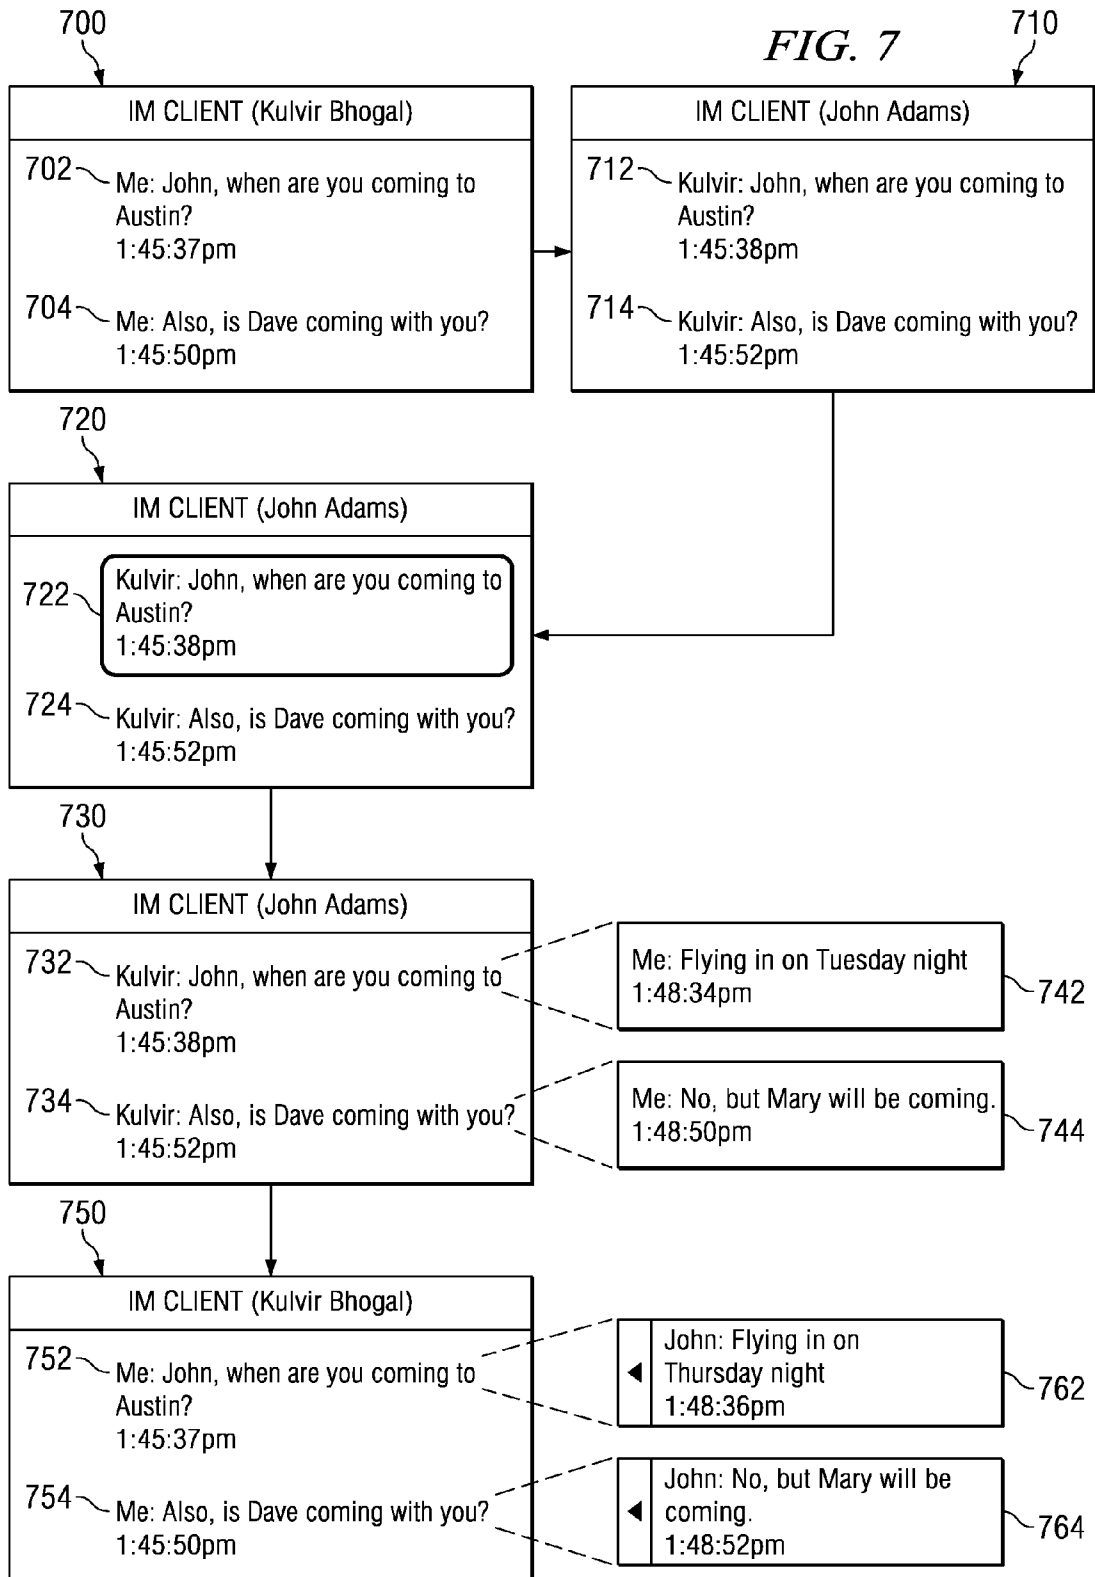 700
FIG. 7
710
IM CLIENT (Kulvir Bhogal)
702
Me: John, when are you coming to
Austin?
1:45:37pm
704
Me: Also, is Dave coming with you?
1:45:50pm
IM CLIENT (John Adams)
712
Kulvir: John, when are you coming to
Austin?
1:45:38pm
714
Kulvir: Also, is Dave coming with you?
1:45:52pm
720
IM CLIENT (John Adams)
722
Kulvir: John, when are you coming to
Austin?
1:45:38pm
724
Kulvir: Also, is Dave coming with you?
1:45:52pm
730
IM CLIENT (John Adams)
732
Kulvir: John, when are you coming to
Austin?
1:45:38pm
Me: Flying in on Tuesday night
1:48:34pm
742
734
Kulvir: Also, is Dave coming with you?
1:45:52pm
Me: No, but Mary will be coming.
1:48:50pm
744
750
IM CLIENT (Kulvir Bhogal)
752
Me: John, when are you coming to
Austin?
1:45:37pm
John: Flying in on
Thursday night
1:48:36pm
762
754
Me: Also, is Dave coming with you?
1:45:50pm
John: No, but Mary will be
coming.
1:48:52pm
764